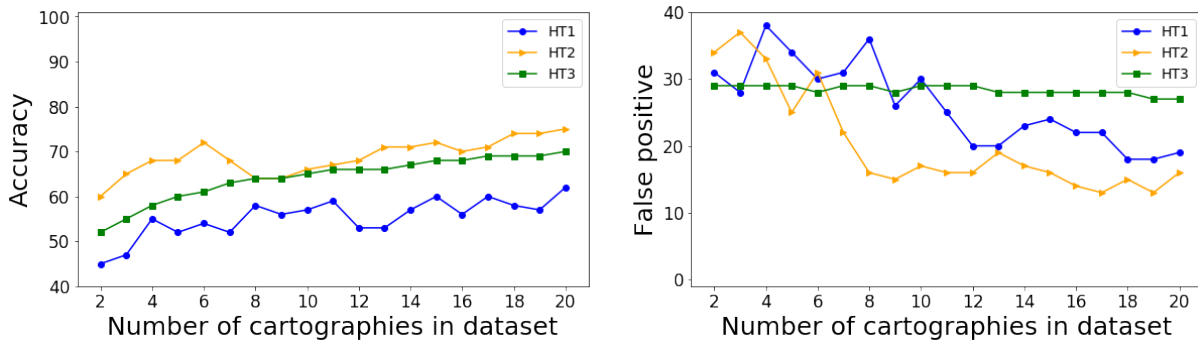 100
90
80
70
60
50
40
Accuracy
2 4 6 8 10 12 14 16 18 20
Number of cartographies in dataset
HT1
HT2
HT3
40
30
20
10
0
False positive
2 4 6 8 10 12 14 16 18 20
Number of cartographies in dataset
HT1
HT2
HT3